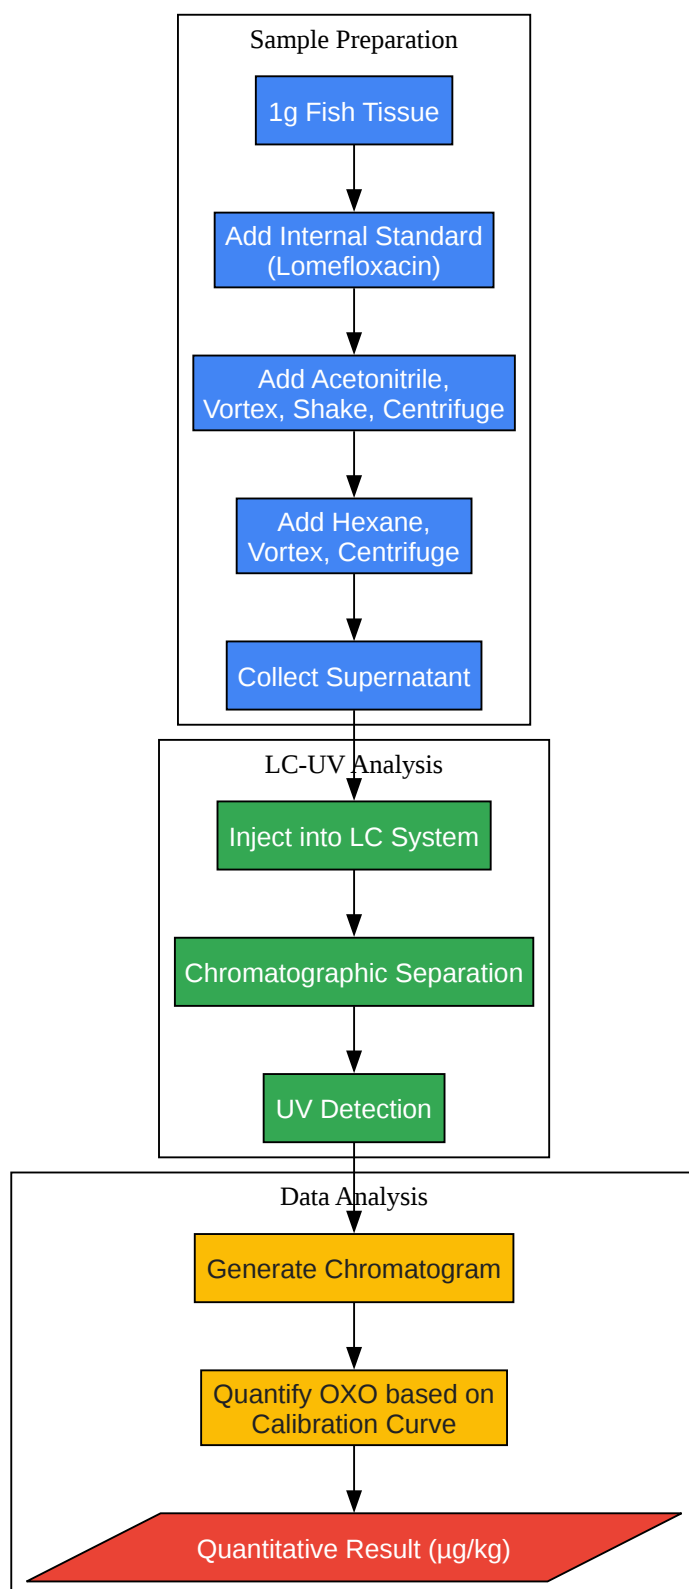 Sample Preparation
1g Fish Tissue
Add Internal Standard
(Lomefloxacin)
Add Acetonitrile,
Vortex, Shake, Centrifuge
Add Hexane,
Vortex, Centrifuge
Collect Supernatant
LC-UV Analysis
Inject into LC System
Chromatographic Separation
UV Detection
Data Analysis
Generate Chromatogram
Quantify OXO based on
Calibration Curve
Quantitative Result (µg/kg)